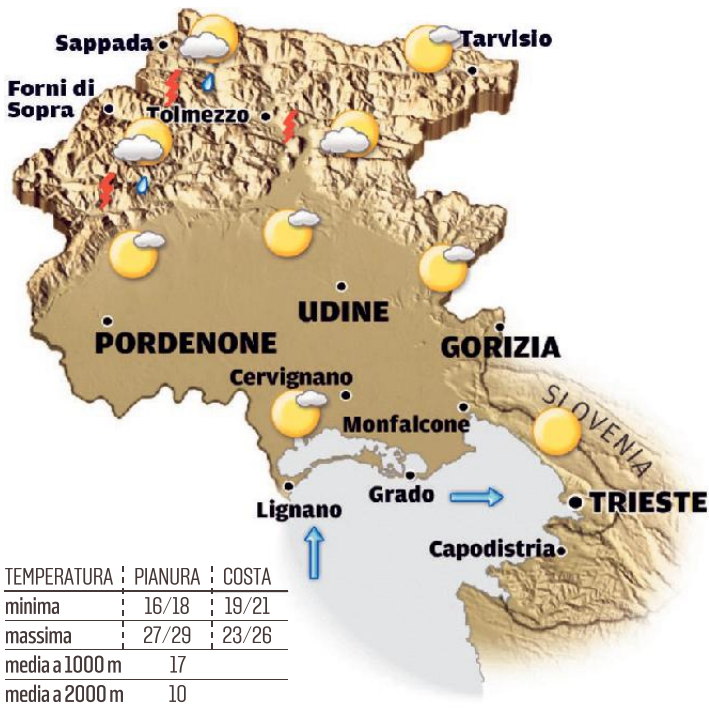 Sappada
Tarvisio
Forni di
Sopra
Tolmezzo
UDINE
PORDENONE
GORIZIA
Cervignano
Monfalcone
SLOVENIA
Lignano
Grado
TRIESTE
Capodistria
TEMPERATURA PIANURA COSTA
minima 16/18 19/21
massima 27/29 23/26
media a 1000 m 17
media a 2000 m 10